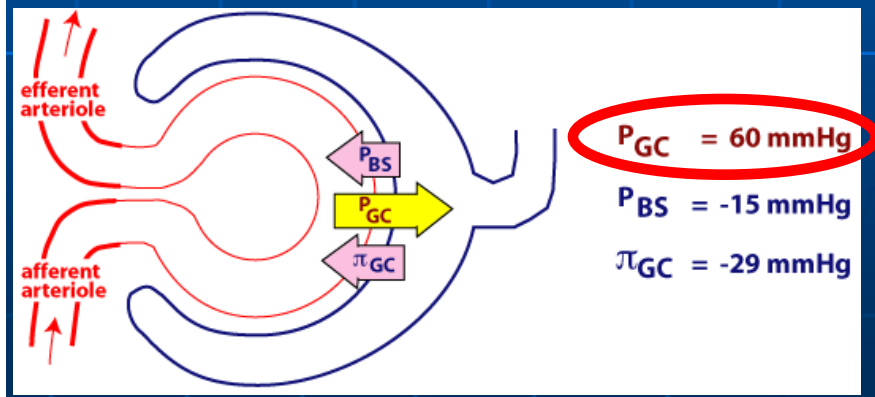 efferent
arteriole
P_BS
P_GC
π_GC
afferent
arteriole
P_GC = 60 mmHg
P_BS = -15 mmHg
π_GC = -29 mmHg